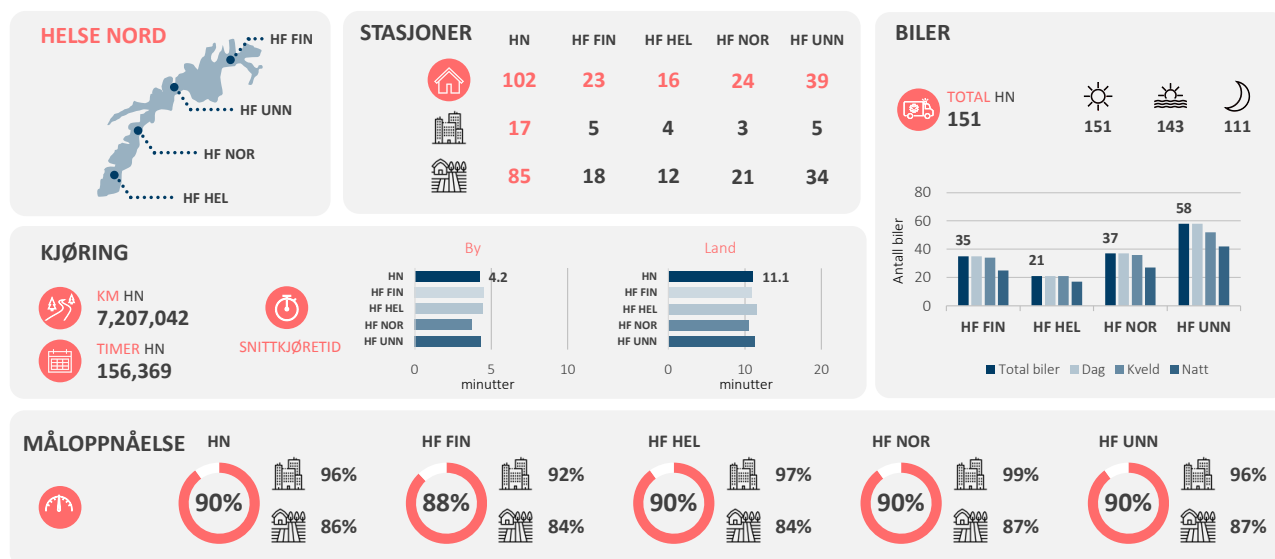 HELSE NORD
HF FIN
HF UNN
HF NOR
HF HEL
STASJONER
HN HF FIN HF HEL HF NOR HF UNN
102 23 16 24 39
17 5 4 3 5
85 18 12 21 34
BILER
TOTAL HN
151
151 143 111
Antall biler
80
60
40
20
0
35
21
37
58
HF FIN HF HEL HF NOR HF UNN
Total biler Dag Kveld Natt
KJØRING
KM HN
7,207,042
TIMER HN
156,369
SNITTKJØRETID
By
HN 4.2
HF FIN
HF HEL
HF NOR
HF UNN
0 5 10
minutter
Land
HN 11.1
HF FIN
HF HEL
HF NOR
HF UNN
0 10 20
minutter
MÅLOPPNÅELSE
HN
90%
96%
86%
HF FIN
88%
92%
84%
HF HEL
90%
97%
84%
HF NOR
90%
99%
87%
HF UNN
90%
96%
87%